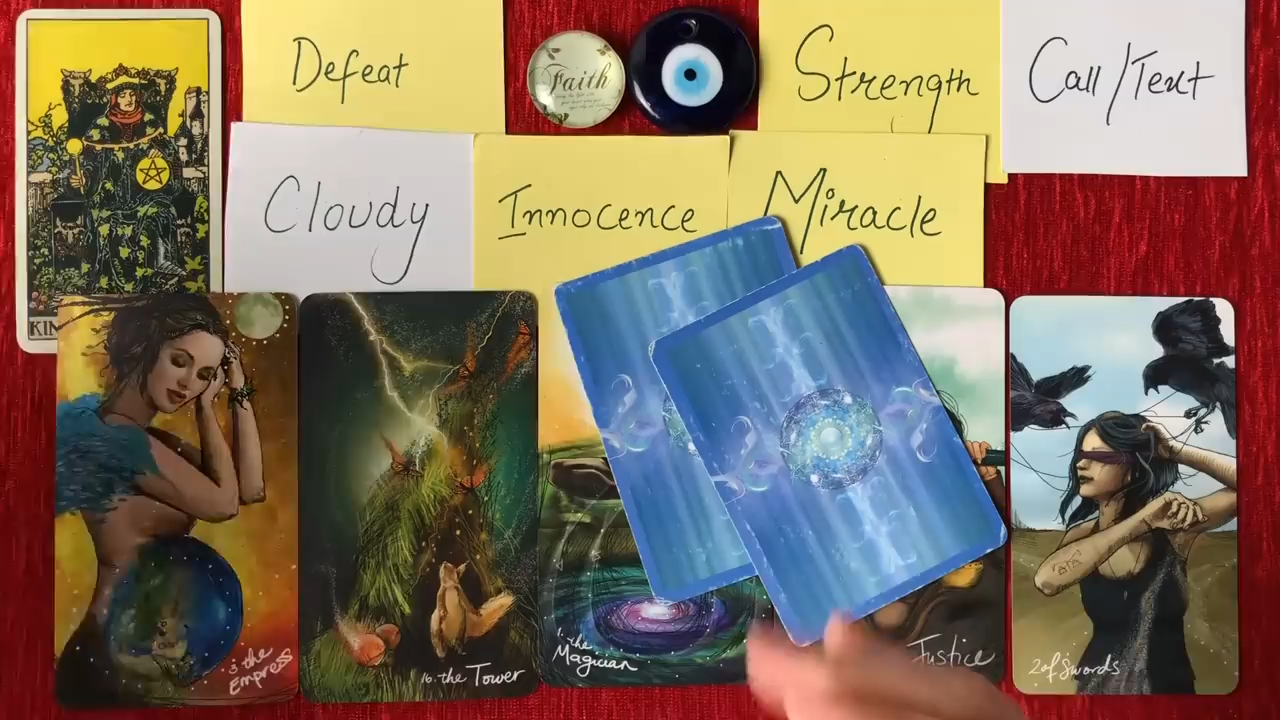 Defeat
Faith
Strength
Call/Text
Cloudy
Innocence
Miracle
KIN
3. the
Empress
16. the Tower
1. the
Magician
Justice
2 of Swords